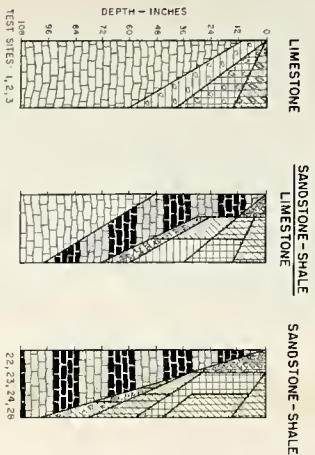 LIMESTONE
SANDSTONE-SHALE
LIMESTONE
SANDSTONE-SHALE
DEPTH-INCHES
0
12
24
36
48
60
72
84
96
108
TEST SITES: 1, 2, 3
22, 23, 24, 28